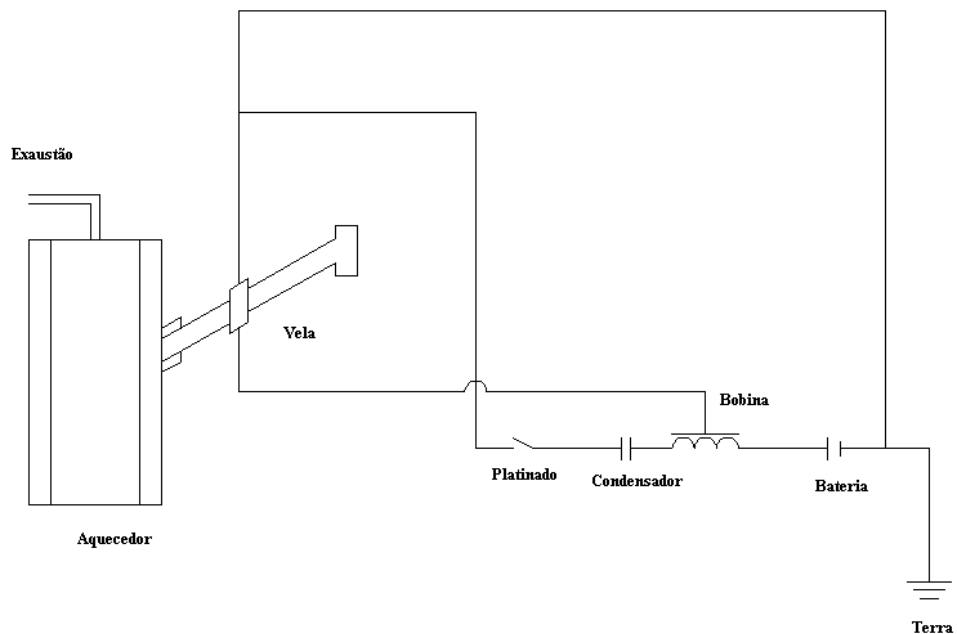 Exaustão
Vela
Bobina
Platinado
Condensador
Bateria
Aquecedor
Terra